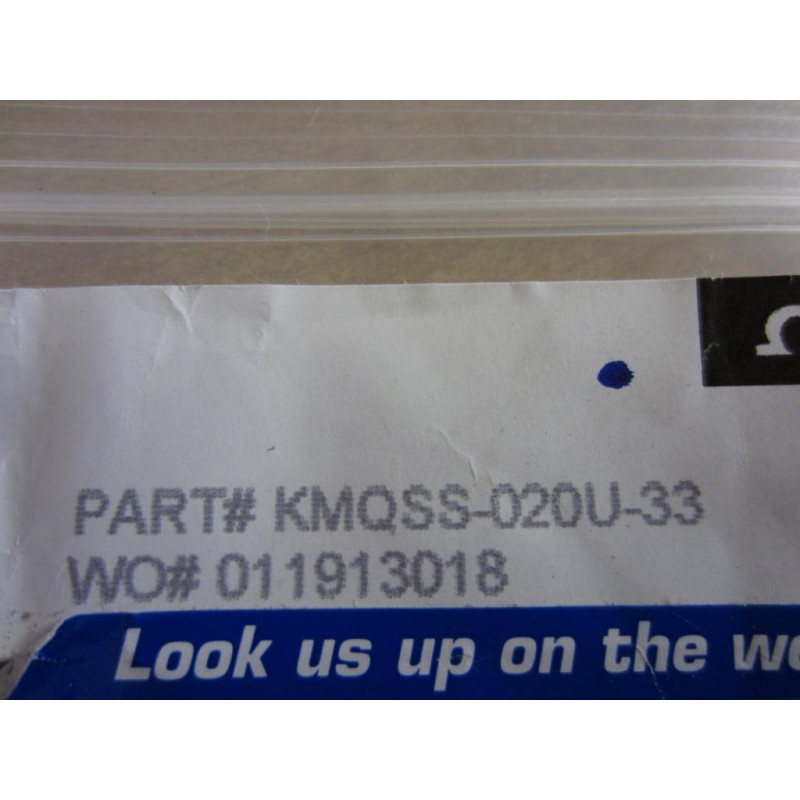 PART# KMQSS-020U-33
WO# 011913018
Look us up on the